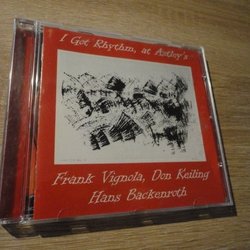 I Got Rhythm, at Astley's
Frank Vignola, Don Keiling
Hans Backenroth